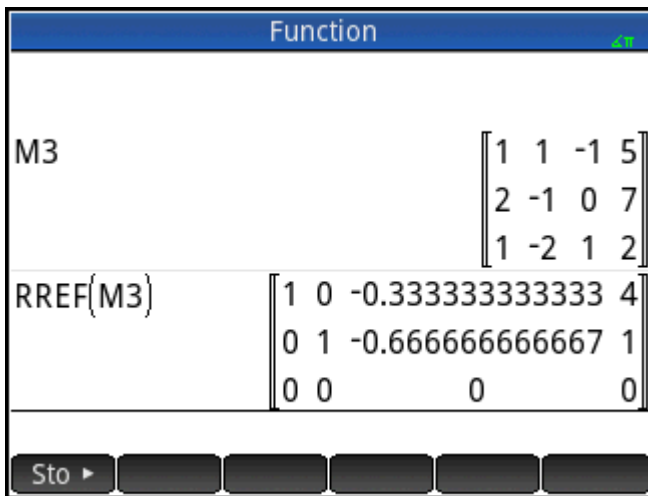 Function
∡π
M3
[1 1 -1 5
2 -1 0 7
1 -2 1 2]
RREF(M3)
[1 0 -0.333333333333 4
0 1 -0.666666666667 1
0 0 0 0]
Sto ►